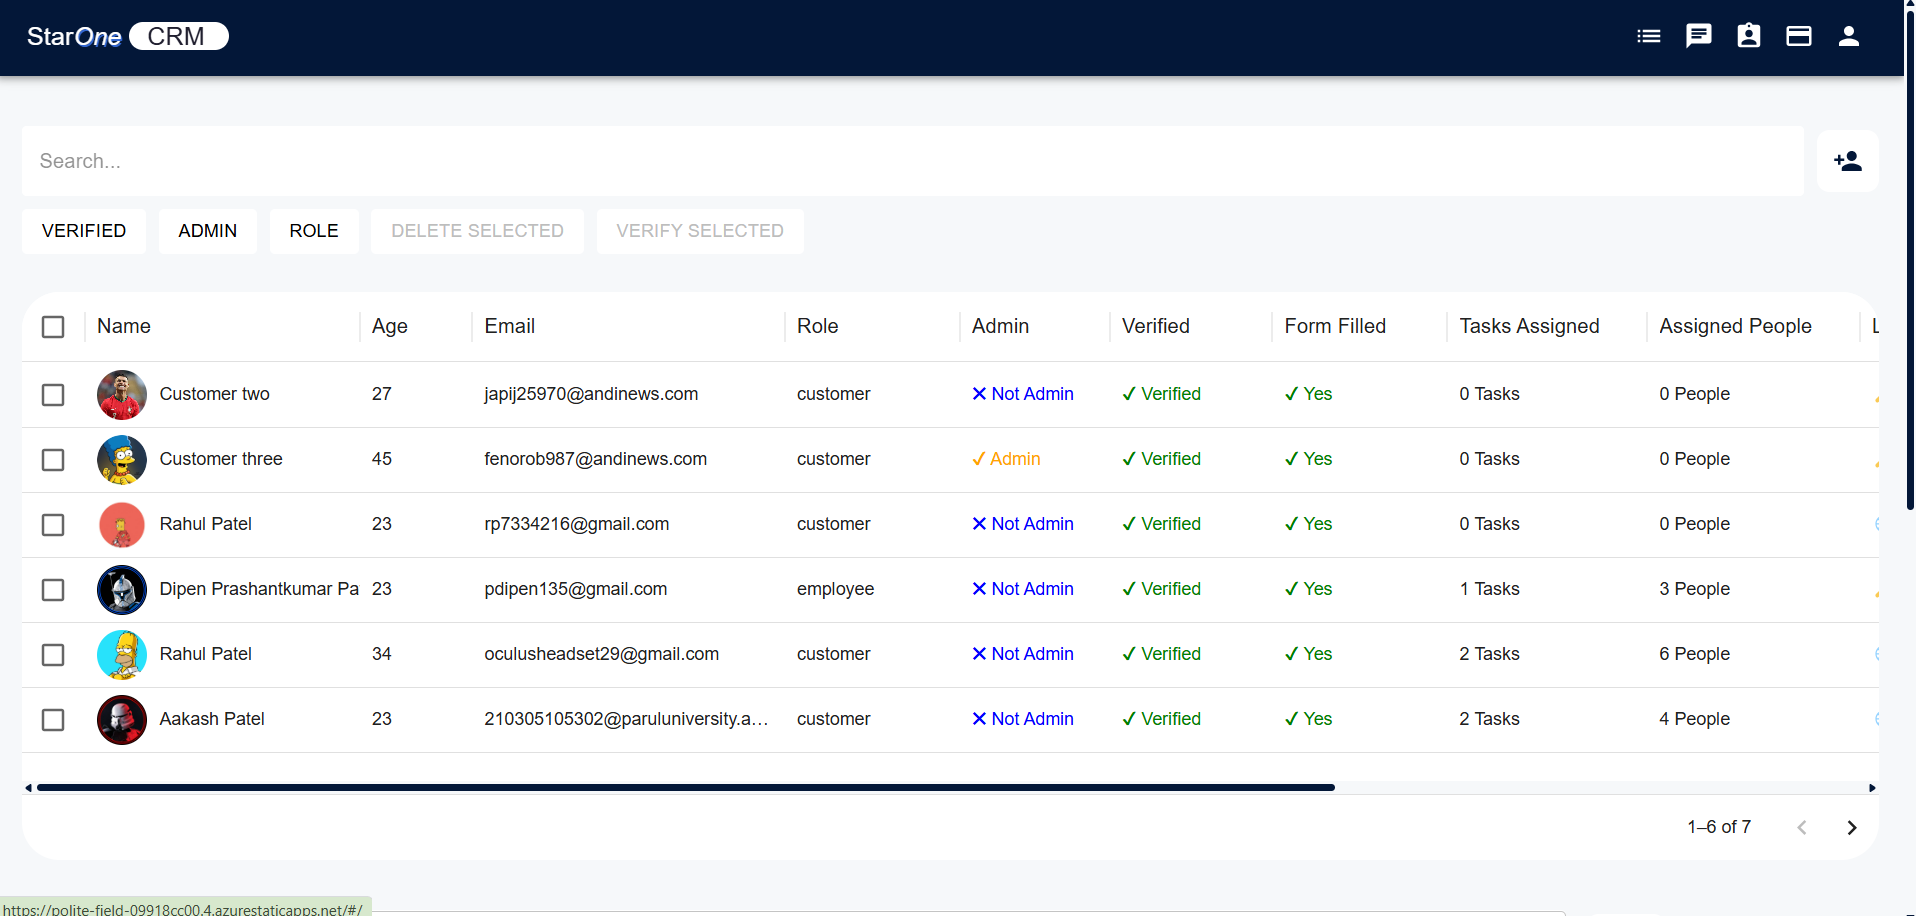 StarOne CRM
Search...
VERIFIED ADMIN ROLE DELETE SELECTED VERIFY SELECTED
Name Age Email Role Admin Verified Form Filled Tasks Assigned Assigned People
Customer two 27 japij25970@andinews.com customer Not Admin Verified Yes 0 Tasks 0 People
Customer three 45 fenorob987@andinews.com customer Admin Verified Yes 0 Tasks 0 People
Rahul Patel 23 rp7334216@gmail.com customer Not Admin Verified Yes 0 Tasks 0 People
Dipen Prashantkumar Pa 23 pdipen135@gmail.com employee Not Admin Verified Yes 1 Tasks 3 People
Rahul Patel 34 oculusheadset29@gmail.com customer Not Admin Verified Yes 2 Tasks 6 People
Aakash Patel 23 210305105302@paruluniversity.a... customer Not Admin Verified Yes 2 Tasks 4 People
1–6 of 7
https://polite-field-09918cc00.4.azurestaticapps.net/#/